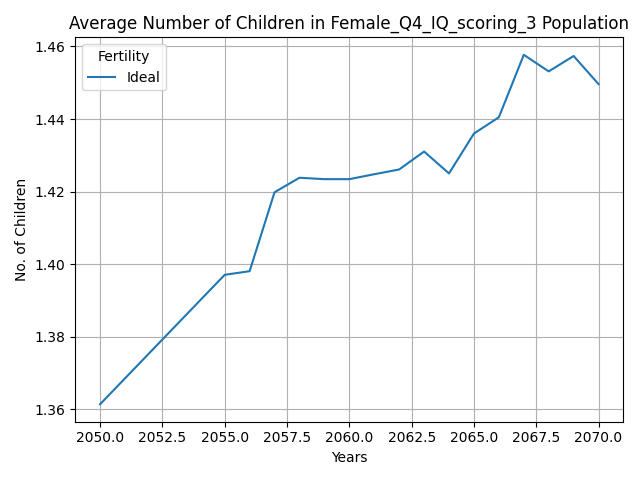 Average Number of Children in Female_Q4_IQ_scoring_3 Population
Fertility
Ideal
1.46
1.44
1.42
1.40
1.38
1.36
No. of Children
2050.0 2052.5 2055.0 2057.5 2060.0 2062.5 2065.0 2067.5 2070.0
Years